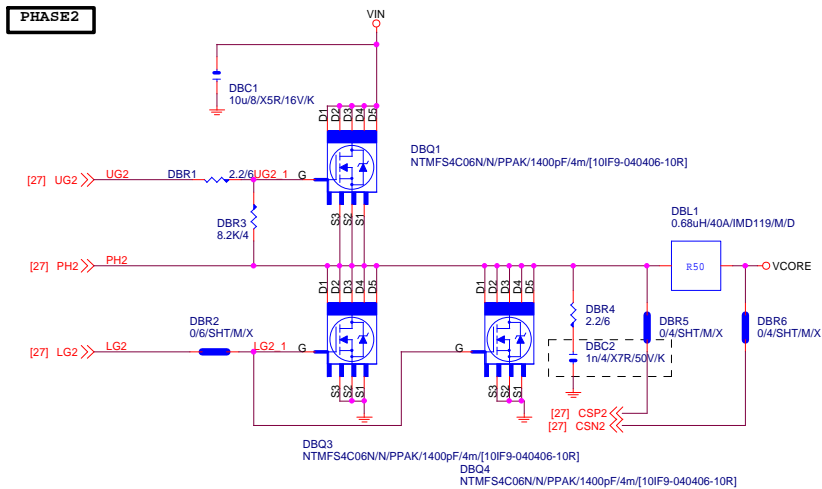 PHASE2
VIN
DBC1
10u/8/X5R/16V/K
D1
D2
D3
D4
D5
DBQ1
NTMFS4C06N/N/PPAK/1400pF/4m/[10IF9-040406-10R]
[27] UG2
UG2
DBR1
2.2/6
UG2_1
G
DBR3
8.2K/4
S3
S2
S1
DBL1
0.68uH/40A/IMD119/M/D
R50
VCORE
[27] PH2
PH2
D1
D2
D3
D4
D5
D1
D2
D3
D4
D5
DBR2
0/6/SHT/M/X
DBR4
2.2/6
DBR5
0/4/SHT/M/X
DBR6
0/4/SHT/M/X
[27] LG2
LG2
LG2_1
G
G
DBC2
1n/4/X7R/50V/K
S3
S2
S1
S3
S2
S1
[27] CSP2
[27] CSN2
DBQ3
NTMFS4C06N/N/PPAK/1400pF/4m/[10IF9-040406-10R]
DBQ4
NTMFS4C06N/N/PPAK/1400pF/4m/[10IF9-040406-10R]